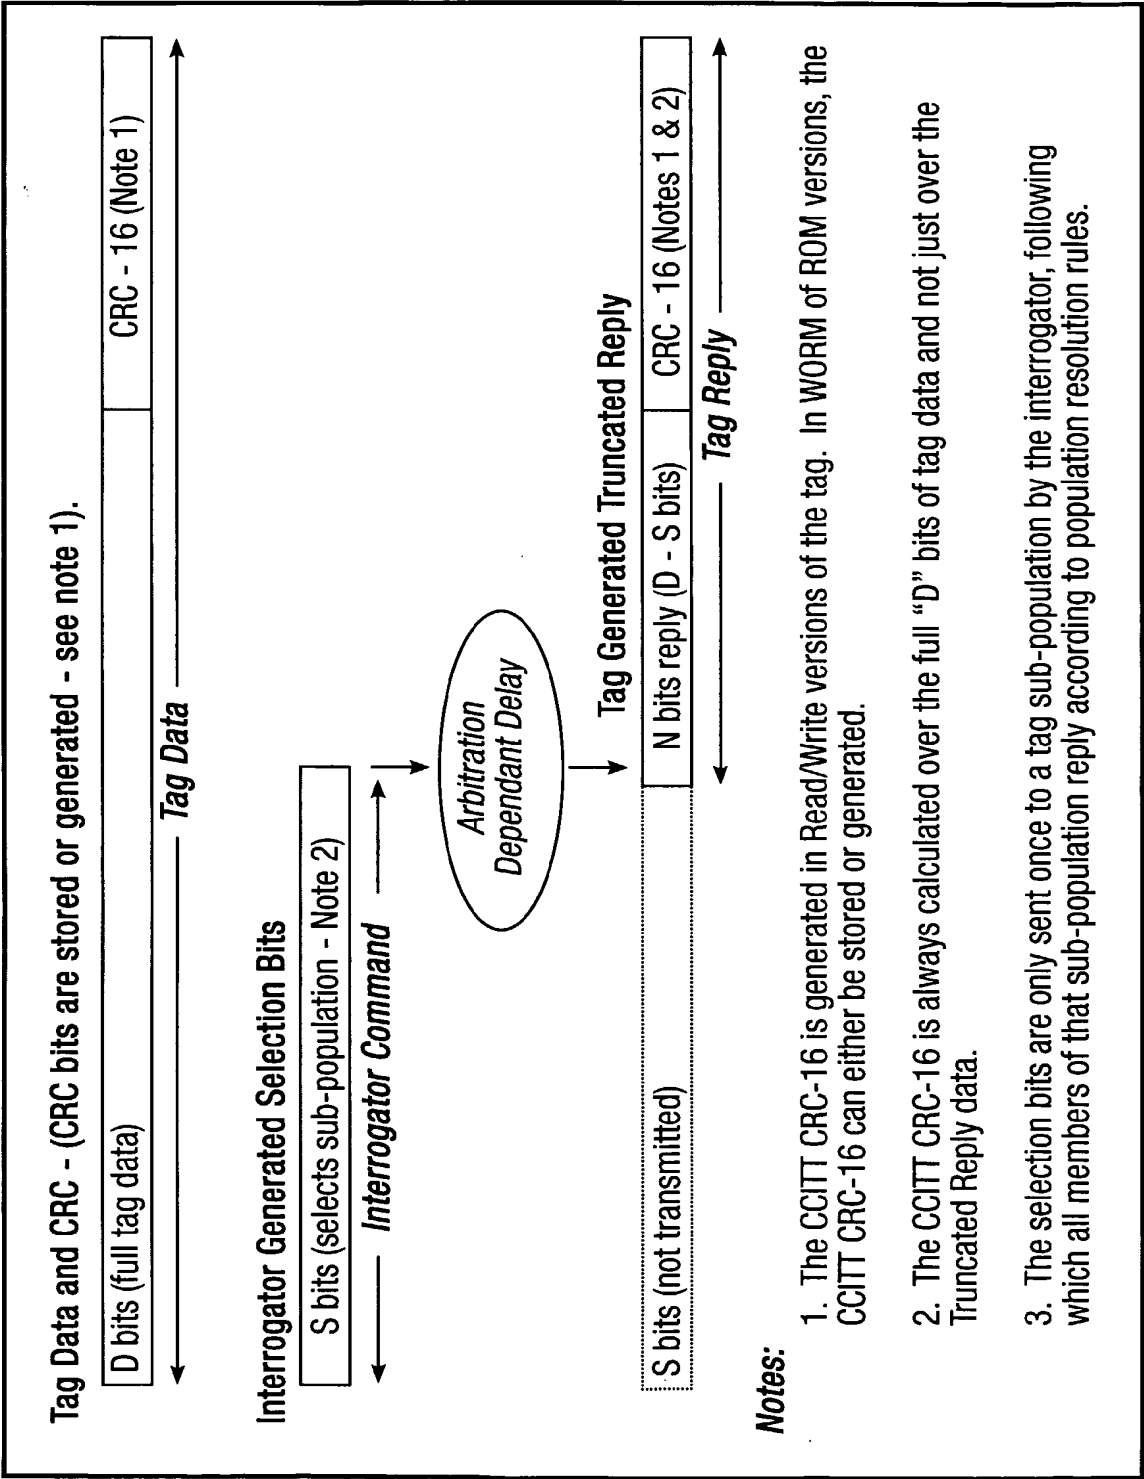 Tag Data and CRC - (CRC bits are stored or generated - see note 1).
D bits (full tag data)
CRC - 16 (Note 1)
Tag Data
Interrogator Generated Selection Bits
S bits (selects sub-population - Note 2)
Interrogator Command
Arbitration
Dependant Delay
Tag Generated Truncated Reply
S bits (not transmitted)
N bits reply (D - S bits)
CRC - 16 (Notes 1 & 2)
Tag Reply
Notes:
1. The CCITT CRC-16 is generated in Read/Write versions of the tag. In WORM of ROM versions, the
CCITT CRC-16 can either be stored or generated.
2. The CCITT CRC-16 is always calculated over the full “D” bits of tag data and not just over the
Truncated Reply data.
3. The selection bits are only sent once to a tag sub-population by the interrogator, following
which all members of that sub-population reply according to population resolution rules.